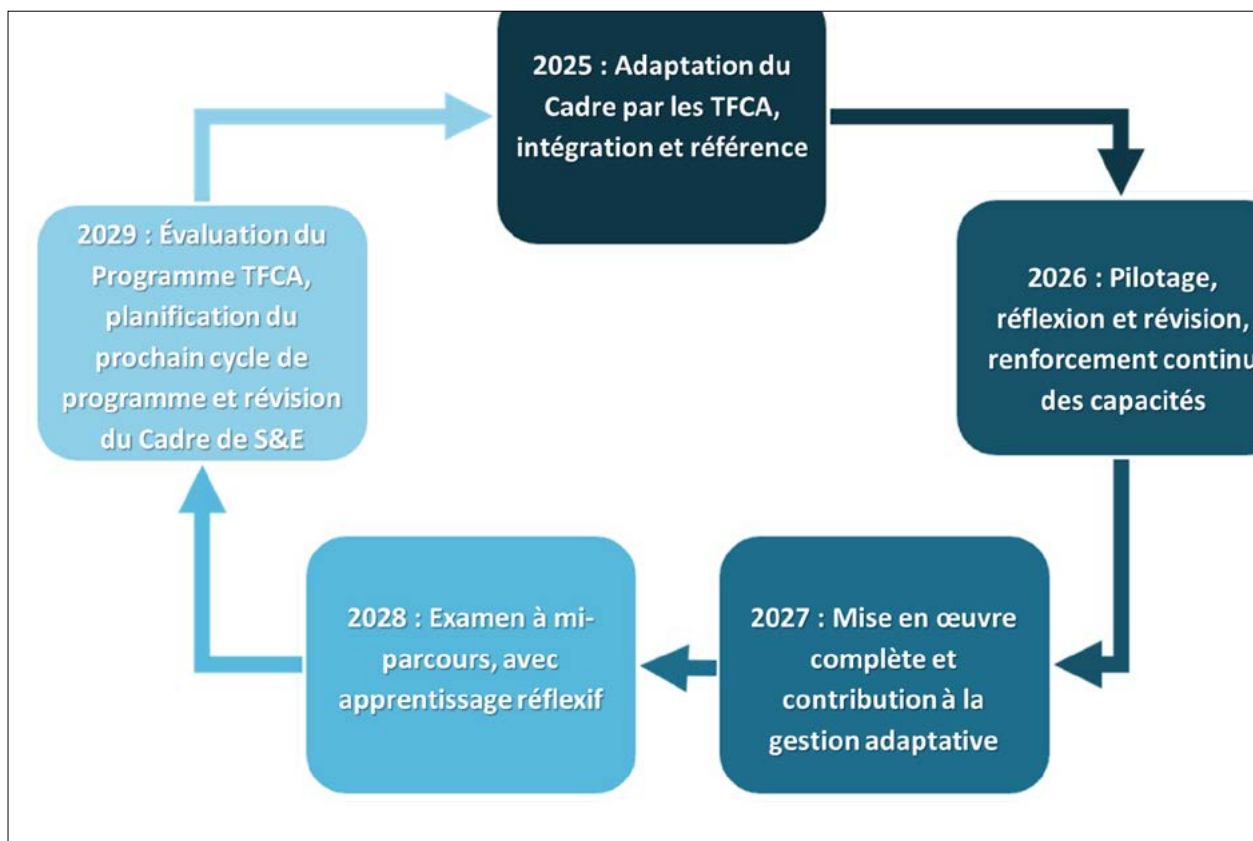 2025 : Adaptation du
Cadre par les TFCA,
intégration et référence
2026 : Pilotage,
réflexion et révision,
renforcement continu
des capacités
2027 : Mise en œuvre
complète et
contribution à la
gestion adaptative
2028 : Examen à mi-
parcours, avec
apprentissage réflexif
2029 : Évaluation du
Programme TFCA,
planification du
prochain cycle de
programme et révision
du Cadre de S&E